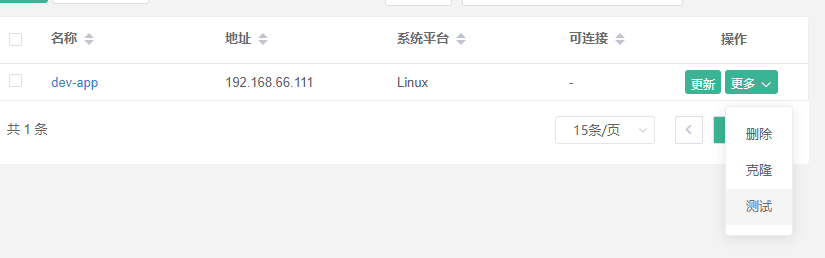 名称 地址 系统平台 可连接 操作
dev-app 192.168.66.111 Linux - 更新 更多
共 1 条 15条/页
删除
克隆
测试